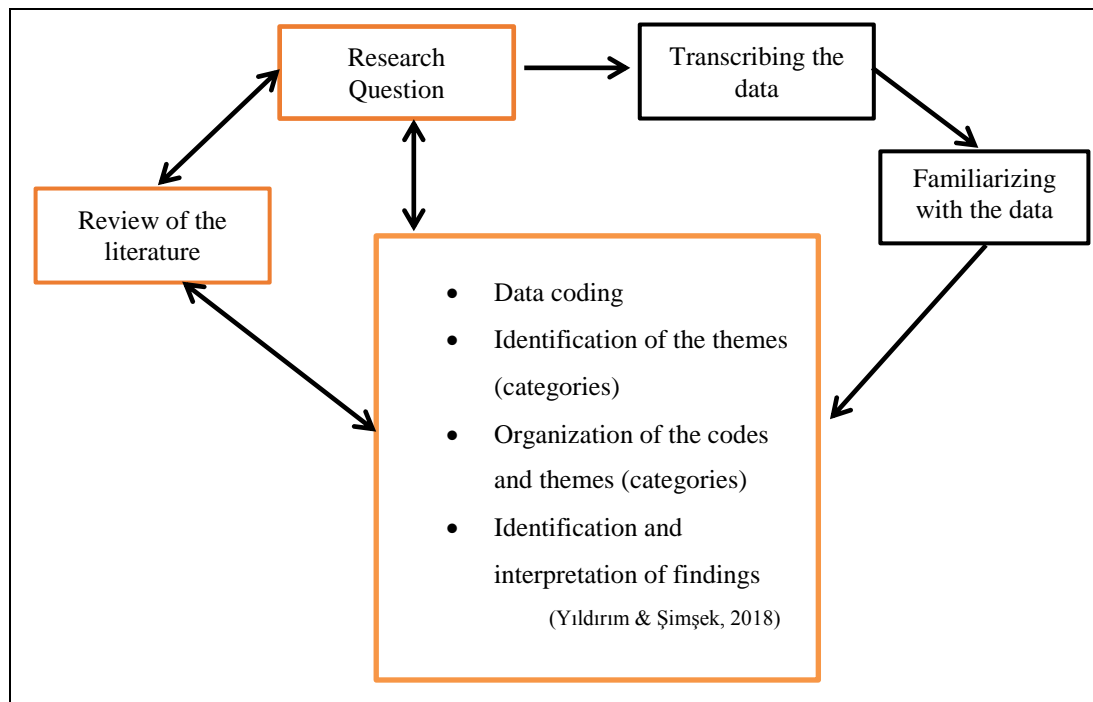 Research
Question
Transcribing the
data
Familiarizing
with the data
Review of the
literature
• Data coding
• Identification of the themes
(categories)
• Organization of the codes
and themes (categories)
• Identification and
interpretation of findings
(Yıldırım & Şimşek, 2018)